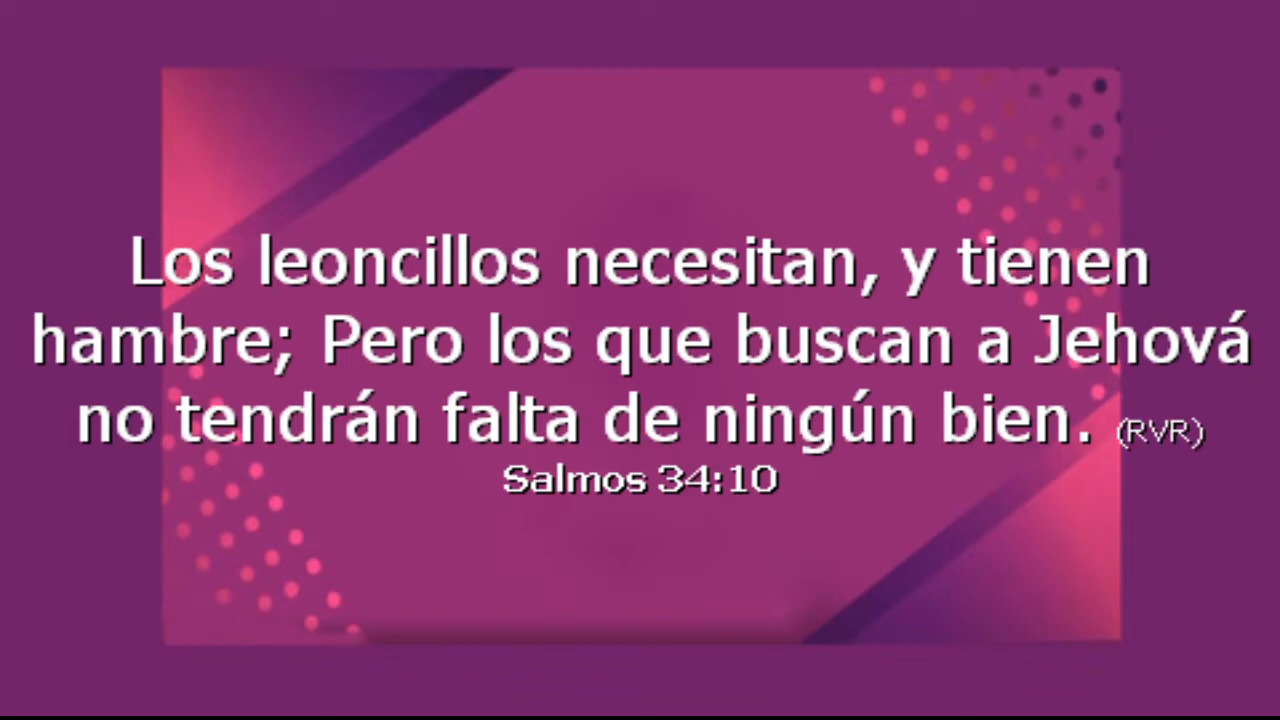 Los leoncillos necesitan, y tienen
hambre; Pero los que buscan a Jehová
no tendrán falta de ningún bien. (RVR)
Salmos 34:10